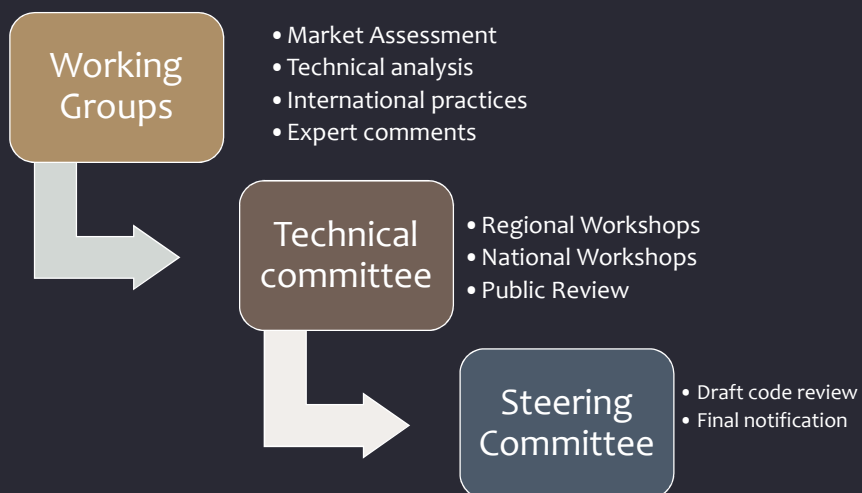 Working
Groups
• Market Assessment
• Technical analysis
• International practices
• Expert comments
Technical
committee
• Regional Workshops
• National Workshops
• Public Review
Steering
Committee
• Draft code review
• Final notification